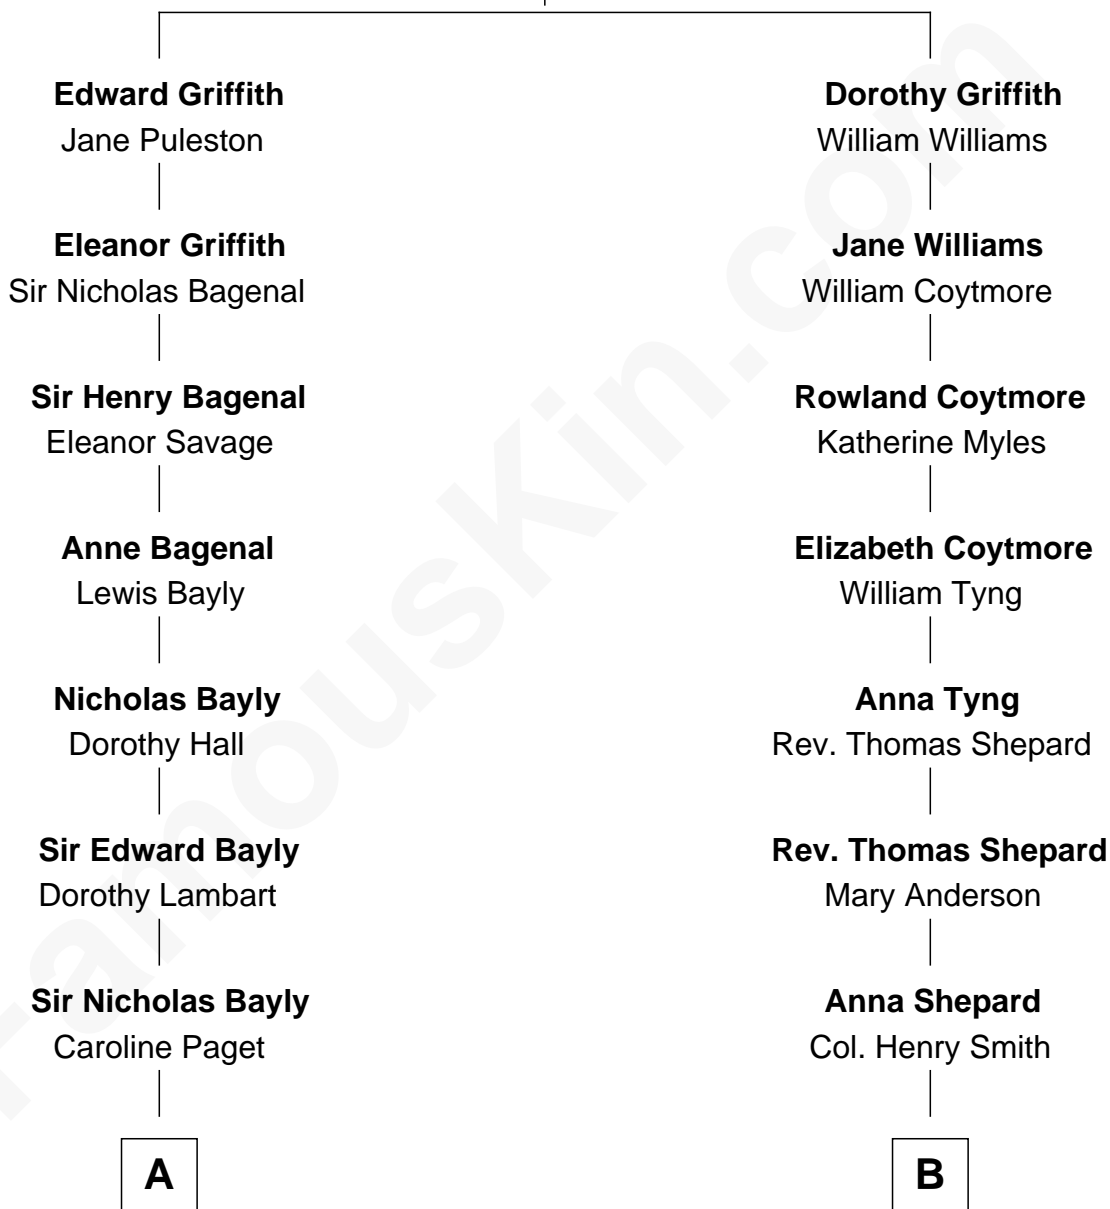 Edward Griffith
Jane Puleston
Eleanor Griffith
Sir Nicholas Bagenal
Sir Henry Bagenal
Eleanor Savage
Anne Bagenal
Lewis Bayly
Nicholas Bayly
Dorothy Hall
Sir Edward Bayly
Dorothy Lambart
Sir Nicholas Bayly
Caroline Paget
A
Dorothy Griffith
William Williams
Jane Williams
William Coytmore
Rowland Coytmore
Katherine Myles
Elizabeth Coytmore
William Tyng
Anna Tyng
Rev. Thomas Shepard
Rev. Thomas Shepard
Mary Anderson
Anna Shepard
Col. Henry Smith
B
FamousKin.com